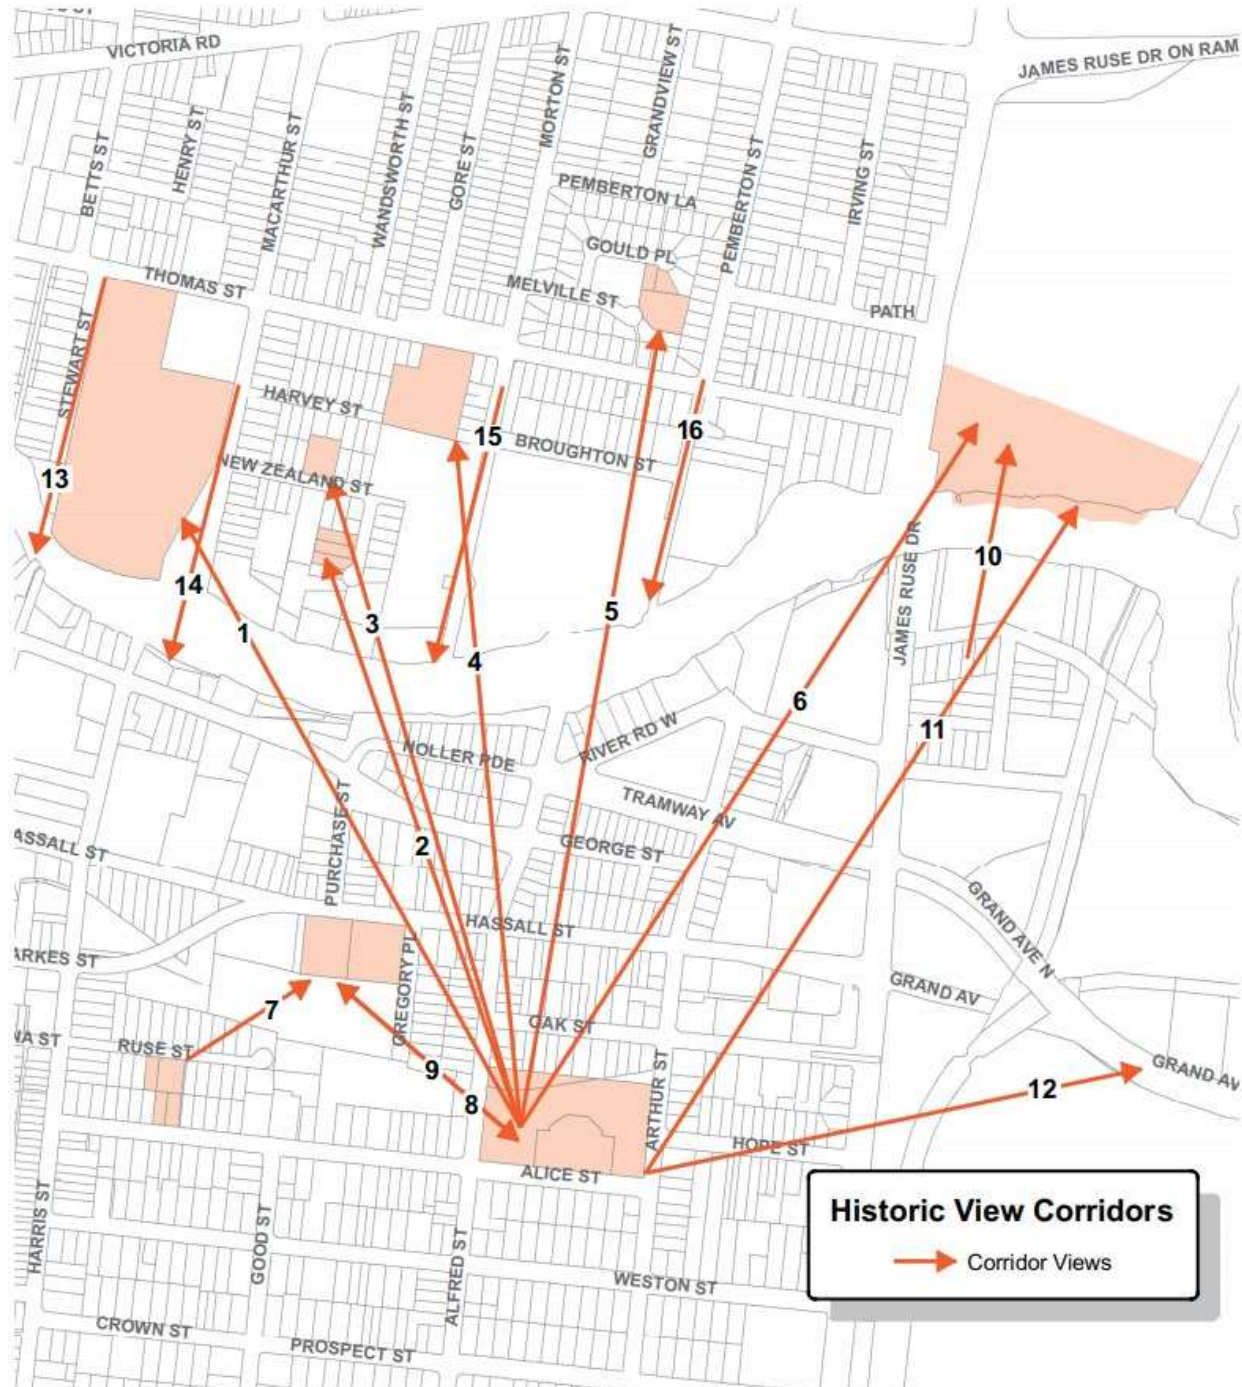 VICTORIA RD
JAMES RUSE DR ON RAM
BETTS ST
HENRY ST
MACARTHUR ST
WANDSWORTH ST
GORE ST
MORTON ST
GRANDVIEW ST
PEMBERTON LA
PEMBERTON ST
IRVING ST
GOULD PL
THOMAS ST
MELVILLE ST
PATH
STEWART ST
HARVEY ST
BROUGHTON ST
NEW ZEALAND ST
13
15
16
14
1
3
4
5
10
JAMES RUSE DR
6
11
NOLLER PDE
RIVER RD W
TRAMWAY AV
2
GEORGE ST
PURCHASE ST
ASSALL ST
HASSALL ST
GRAND AVE N
ARKES ST
GREGORY PL
GRAND AV
7
OAK ST
NA ST
RUSE ST
9
8
ARTHUR ST
12
GRAND AV
HOPE ST
ALICE ST
HARRIS ST
GOOD ST
ALFRED ST
WESTON ST
CROWN ST
PROSPECT ST
Historic View Corridors
Corridor Views